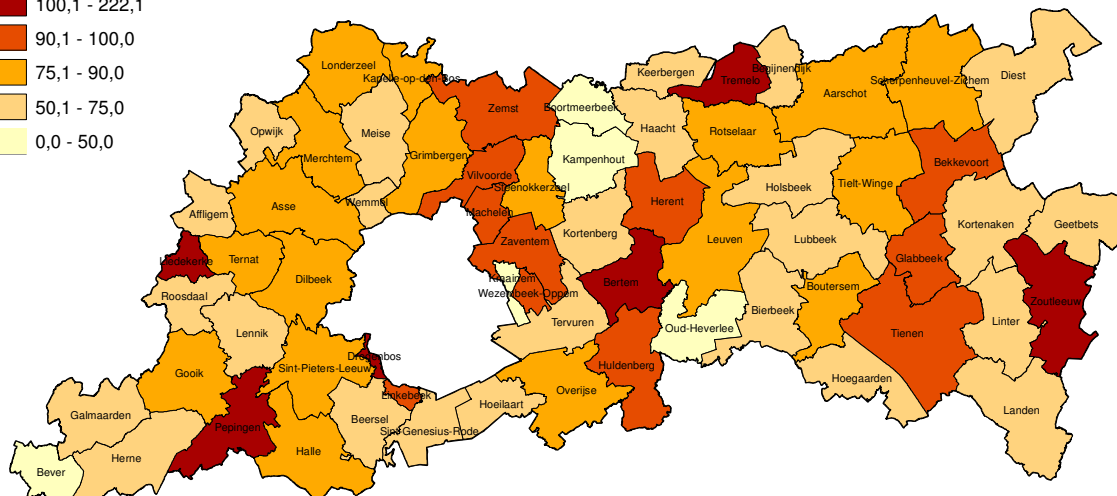 100,1 - 222,1
90,1 - 100,0
75,1 - 90,0
50,1 - 75,0
0,0 - 50,0
Londerzeel
Kapelle-op-den-Bos
Zemst
Boortmeerbeek
Keerbergen
Tremelo
Begijnendijk
Aarschot
Scherpenheuvel-Zichem
Diest
Opwijk
Meise
Merchtem
Grimbergen
Vilvoorde
Steenokkerzeel
Kampenhout
Haacht
Rotselaar
Holsbeek
Tielt-Winge
Bekkevoort
Affligem
Asse
Wemmel
Machelen
Zaventem
Kortenberg
Herent
Leuven
Lubbeek
Glabbeek
Kortenaken
Geetbets
Liedekerke
Ternat
Dilbeek
Kraainem
Wezembeek-Oppem
Bertem
Boutersem
Zoutleeuw
Roosdaal
Lennik
Tervuren
Oud-Heverlee
Bierbeek
Tienen
Linter
Drogenbos
Gooik
Sint-Pieters-Leeuw
Huldenberg
Hoegaarden
Linkebeek
Overijse
Galmaarden
Pepingen
Beersel
Hoeilaart
Landen
Sint-Genesius-Rode
Bever
Herne
Halle